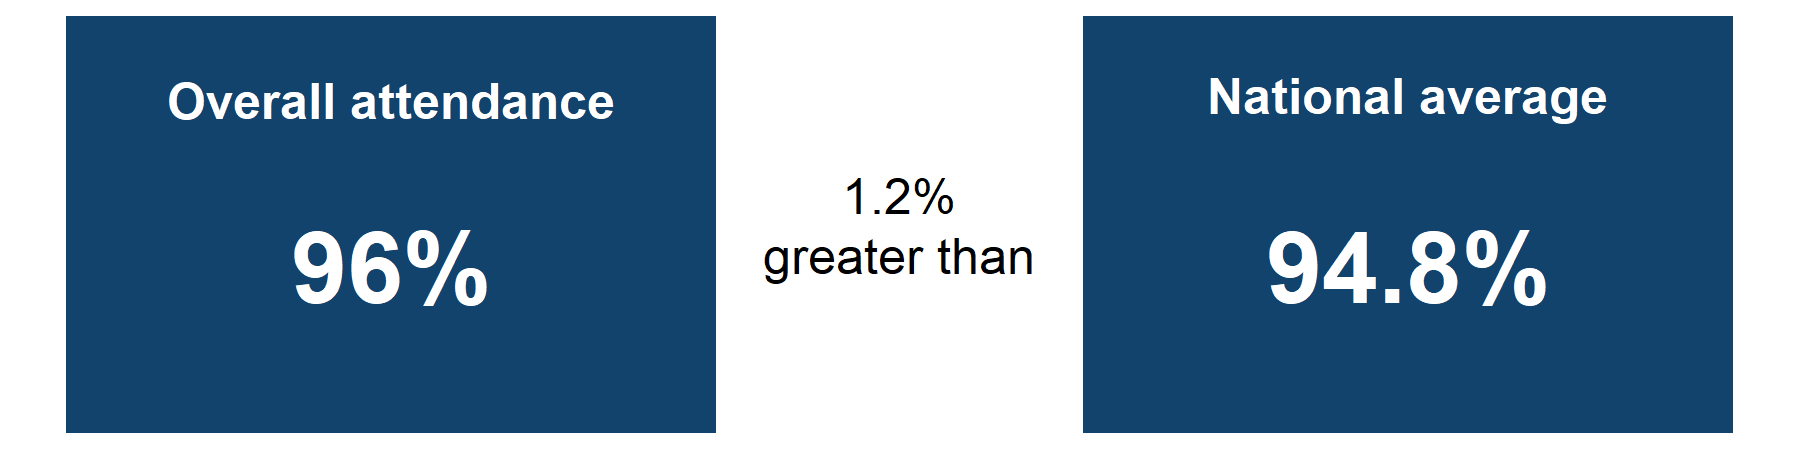 Overall attendance
96%
1.2%
greater than
National average
94.8%